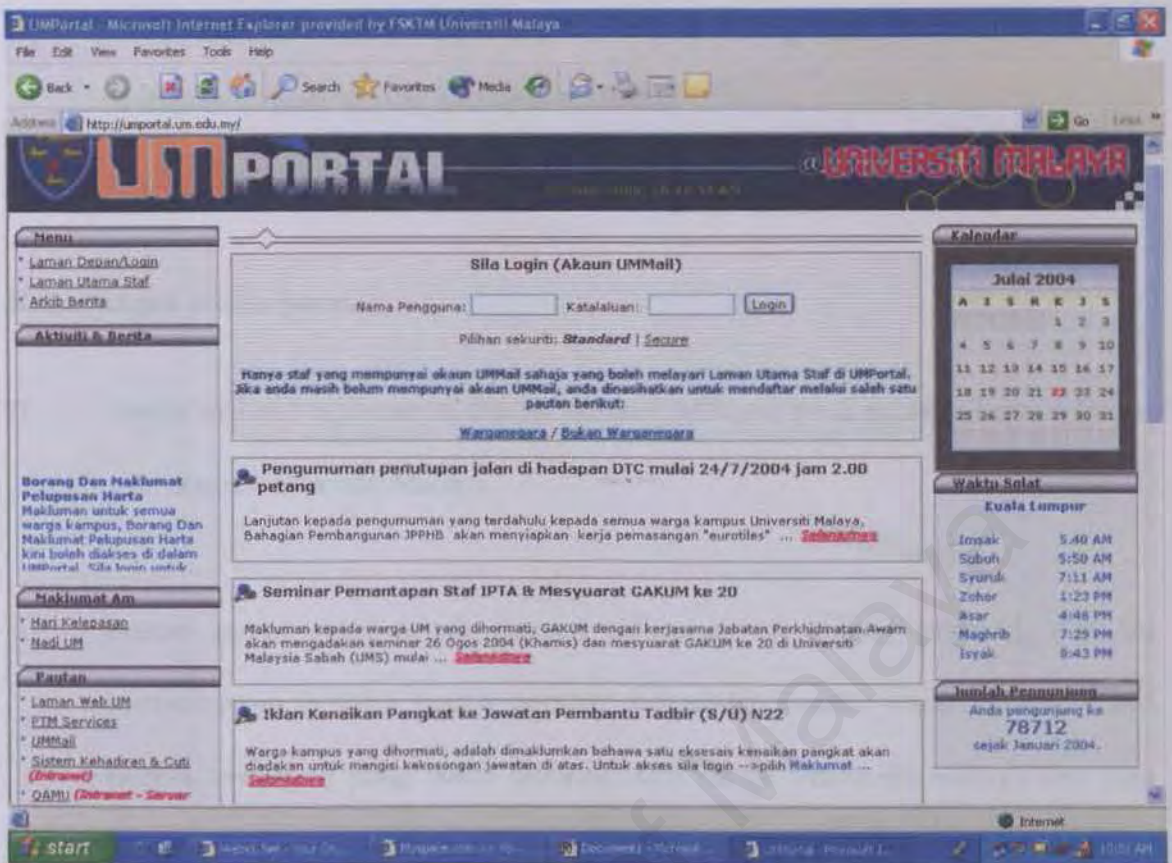 UMPortal - Microsoft Internet Explorer provided by FSKTM Universiti Malaya
File Edit View Favorites Tools Help
Back Search Favorites Media
Address http://umportal.um.edu.my/ Go Links
UM PORTAL @UNIVERSITI MALAYA
Menu
* Laman Depan/Login
* Laman Utama Staf
* Arkib Berita
Aktiviti & Berita
Borang Dan Maklumat
Pelupusan Harta
Makluman untuk semua
warga kampus, Borang Dan
Maklumat Pelupusan Harta
kini boleh diakses di dalam
UMPortal. Sila login untuk
Maklumat Am
* Hari Kelepasan
* Nadi UM
Pautan
* Laman Web UM
* PTM Services
* UMMail
* Sistem Kehadiran & Cuti
(Intranet)
* QAMU (Intranet - Server
Sila Login (Akaun UMMail)
Nama Pengguna: Katalaluan: Login
Pilihan sekuriti: Standard | Secure
Hanya staf yang mempunyai akaun UMMail sahaja yang boleh melayari Laman Utama Staf di UMPortal.
Jika anda masih belum mempunyai akaun UMMail, anda dinasihatkan untuk mendaftar melalui salah satu
pautan berikut:
Warganegara / Bukan Warganegara
Pengumuman penutupan jalan di hadapan DTC mulai 24/7/2004 jam 2.00
petang
Lanjutan kepada pengumuman yang terdahulu kepada semua warga kampus Universiti Malaya,
Bahagian Pembangunan JPPHB akan menyiapkan kerja pemasangan "eurotiles" ... Selanjutnya
Seminar Pemantapan Staf IPTA & Mesyuarat GAKUM ke 20
Makluman kepada warga UM yang dihormati, GAKUM dengan kerjasama Jabatan Perkhidmatan Awam
akan mengadakan seminar 26 Ogos 2004 (Khamis) dan mesyuarat GAKUM ke 20 di Universiti
Malaysia Sabah (UMS) mulai ... Selanjutnya
Iklan Kenaikan Pangkat ke Jawatan Pembantu Tadbir (S/U) N22
Warga kampus yang dihormati, adalah dimaklumkan bahawa satu eksesais kenaikan pangkat akan
diadakan untuk mengisi kekosongan jawatan di atas. Untuk akses sila login -->pilih Maklumat ...
Selanjutnya
Kalendar
Julai 2004
A I S R K J S
1 2 3
4 5 6 7 8 9 10
11 12 13 14 15 16 17
18 19 20 21 22 23 24
25 26 27 28 29 30 31
Waktu Solat
Kuala Lumpur
Imsak 5:40 AM
Subuh 5:50 AM
Syuruk 7:11 AM
Zohor 1:23 PM
Asar 4:46 PM
Maghrib 7:29 PM
Isyak 8:43 PM
Jumlah Pengunjung
Anda pengunjung ke
78712
sejak Januari 2004.
Internet
start Document1 - Microsoft 10:01 AM
of Malaya